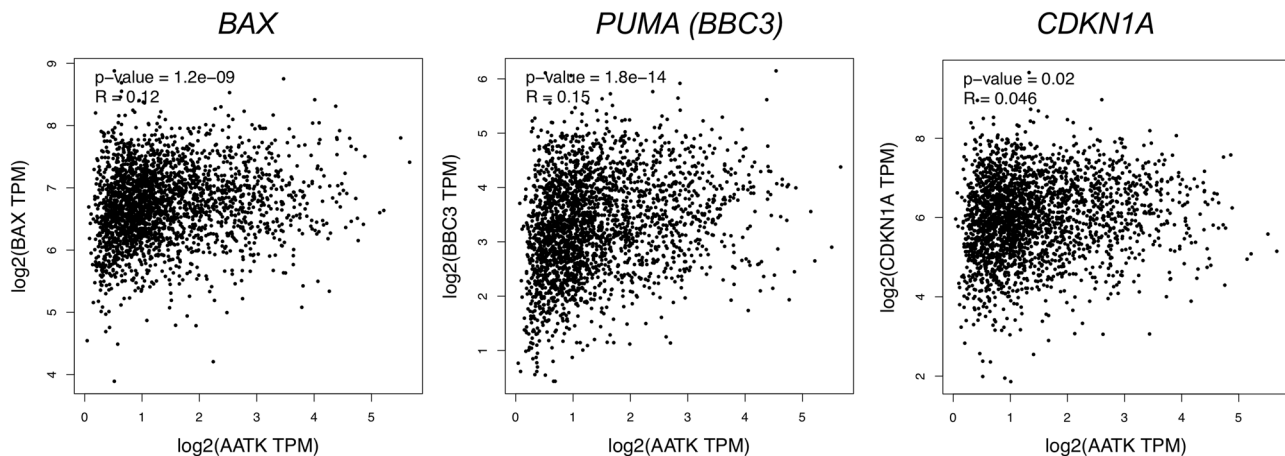 BAX
PUMA (BBC3)
CDKN1A
p-value = 1.2e−09
R = 0.12
log2(BAX TPM)
9
8
7
6
5
4
0 1 2 3 4 5
log2(AATK TPM)
p-value = 1.8e−14
R = 0.15
log2(BBC3 TPM)
6
5
4
3
2
1
0 1 2 3 4 5
log2(AATK TPM)
p-value = 0.02
R = 0.046
log2(CDKN1A TPM)
8
6
4
2
0 1 2 3 4 5
log2(AATK TPM)